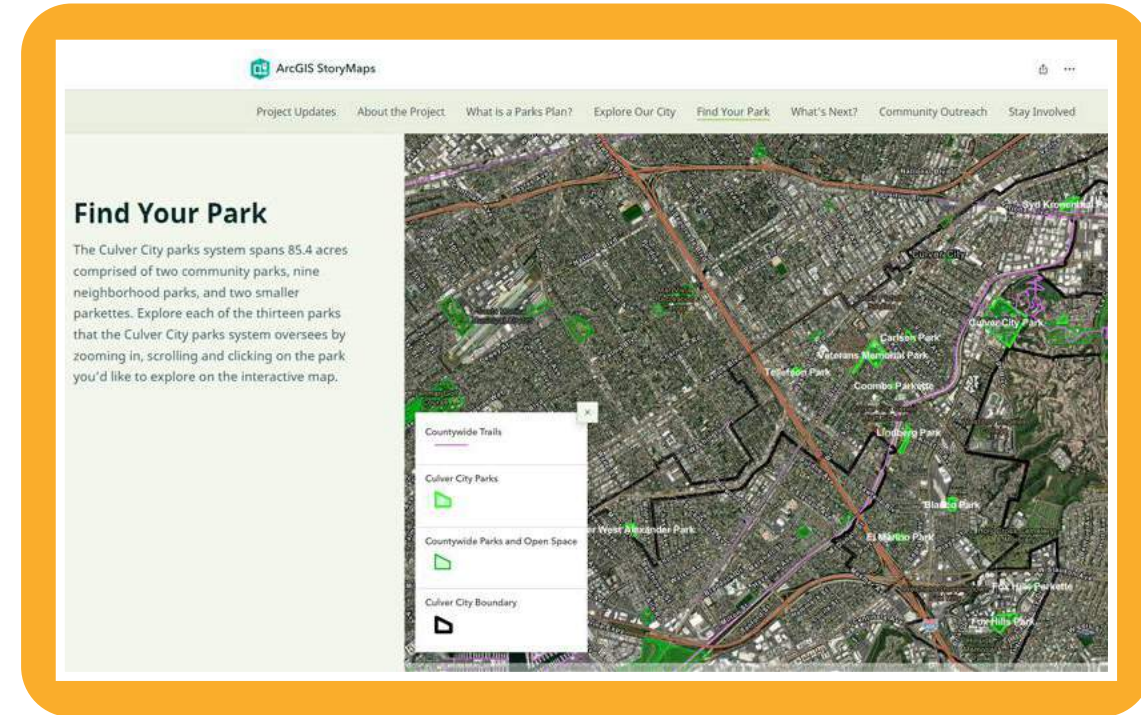 ArcGIS StoryMaps
Project Updates About the Project What is a Parks Plan? Explore Our City Find Your Park What's Next? Community Outreach Stay Involved
Find Your Park
The Culver City parks system spans 85.4 acres
comprised of two community parks, nine
neighborhood parks, and two smaller
parkettes. Explore each of the thirteen parks
that the Culver City parks system oversees by
zooming in, scrolling and clicking on the park
you'd like to explore on the interactive map.
Syd Kronenthal
Culver City
Culver City Park
Carlson Park
Veterans Memorial Park
Tellefson Park
Coombs Parkette
Lindberg Park
Blanco Park
West Alexander Park
El Marino Park
Fox Hills Parkette
Fox Hills Park
Countywide Trails
Culver City Parks
Countywide Parks and Open Space
Culver City Boundary